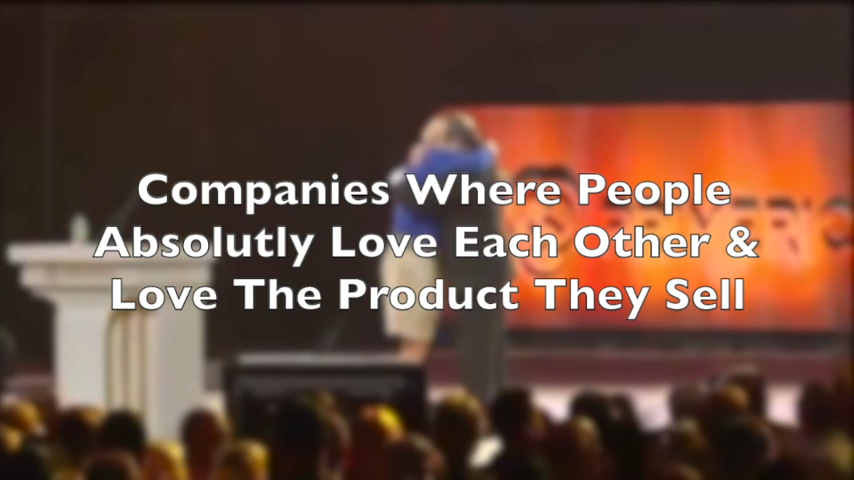 Companies Where People
Absolutly Love Each Other &
Love The Product They Sell